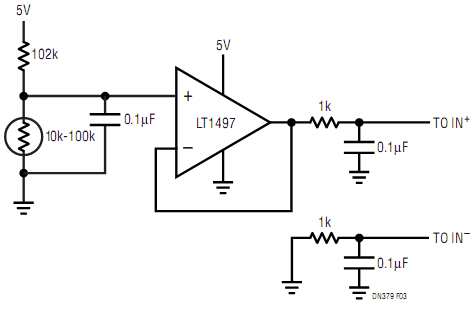 5V
102k
10k-100k
0.1µF
5V
+
LT1497
−
1k
TO IN+
0.1µF
1k
TO IN−
0.1µF
DN379 F03